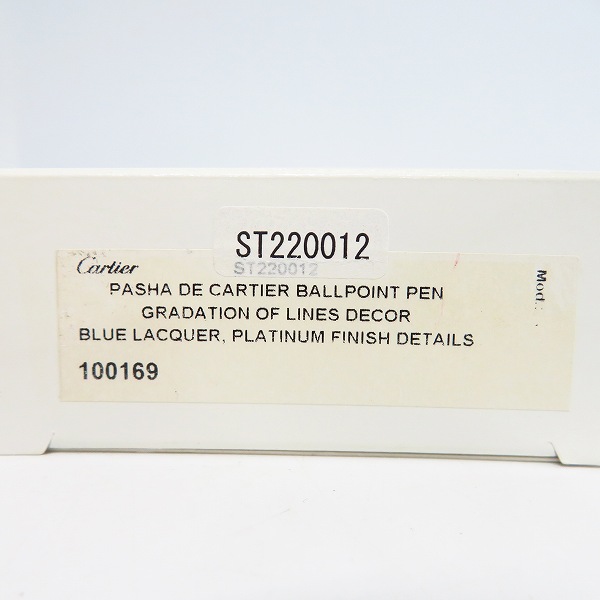 ST220012
Cartier ST220012
Mod.:
PASHA DE CARTIER BALLPOINT PEN
GRADATION OF LINES DECOR
BLUE LACQUER, PLATINUM FINISH DETAILS
100169